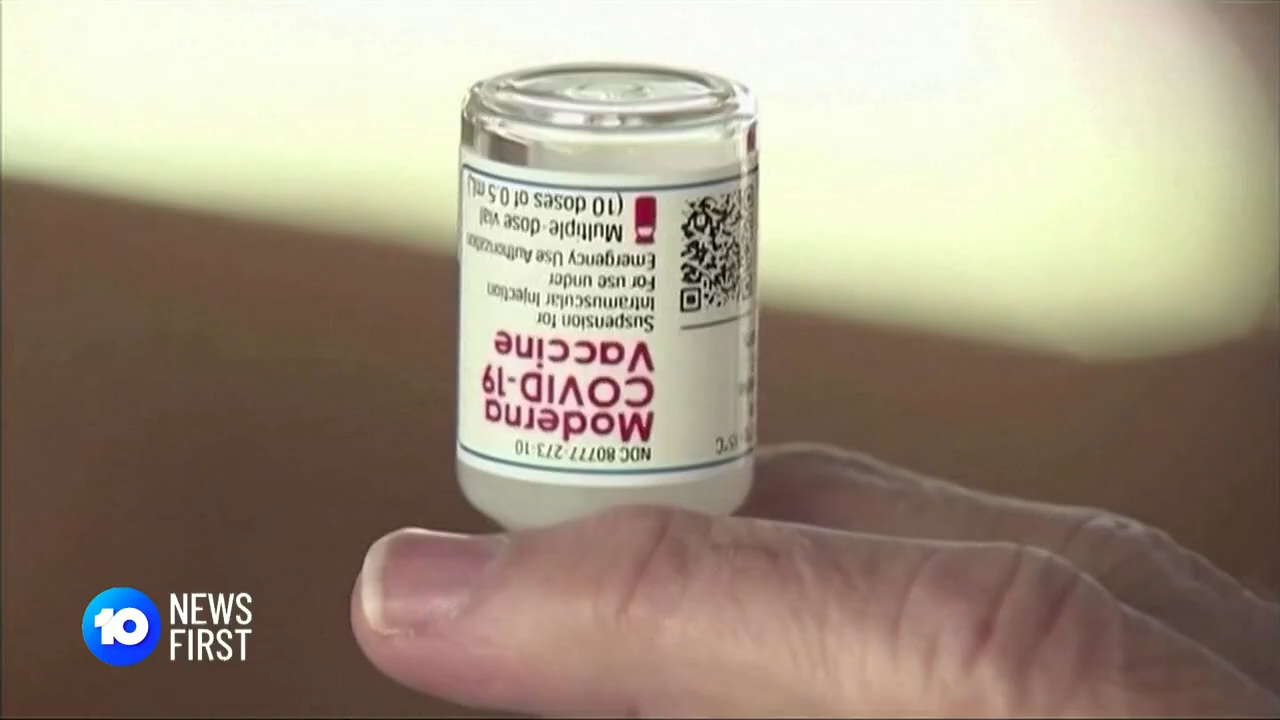 NDC 80777-273-10
Moderna
COVID-19
Vaccine
Suspension for
Intramuscular Injection
For use under
Emergency Use Authorization
Multiple-dose vial
(10 doses of 0.5 mL)
10 NEWS
FIRST